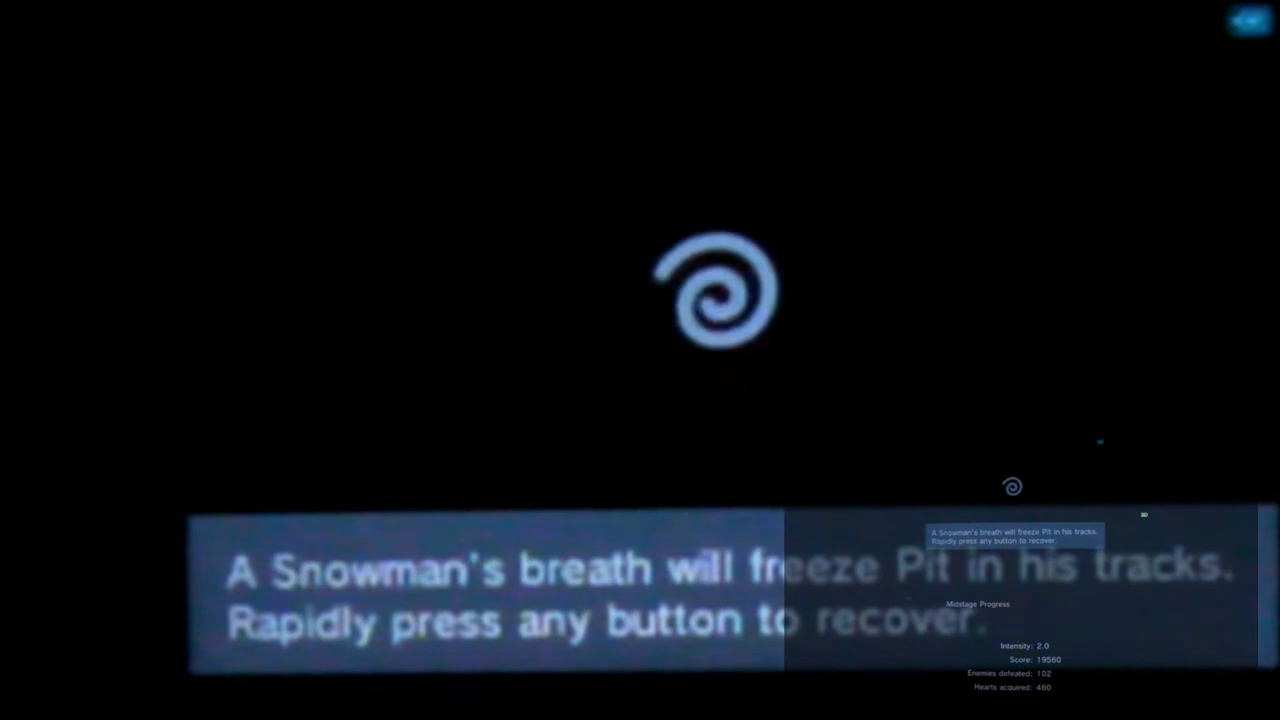 A Snowman's breath will freeze Pit in his tracks.
Rapidly press any button to recover.
A Snowman's breath will freeze Pit in his tracks.
Rapidly press any button to recover.
Midstage Progress
Intensity: 2.0
Score: 19560
Enemies defeated: 102
Hearts acquired: 460